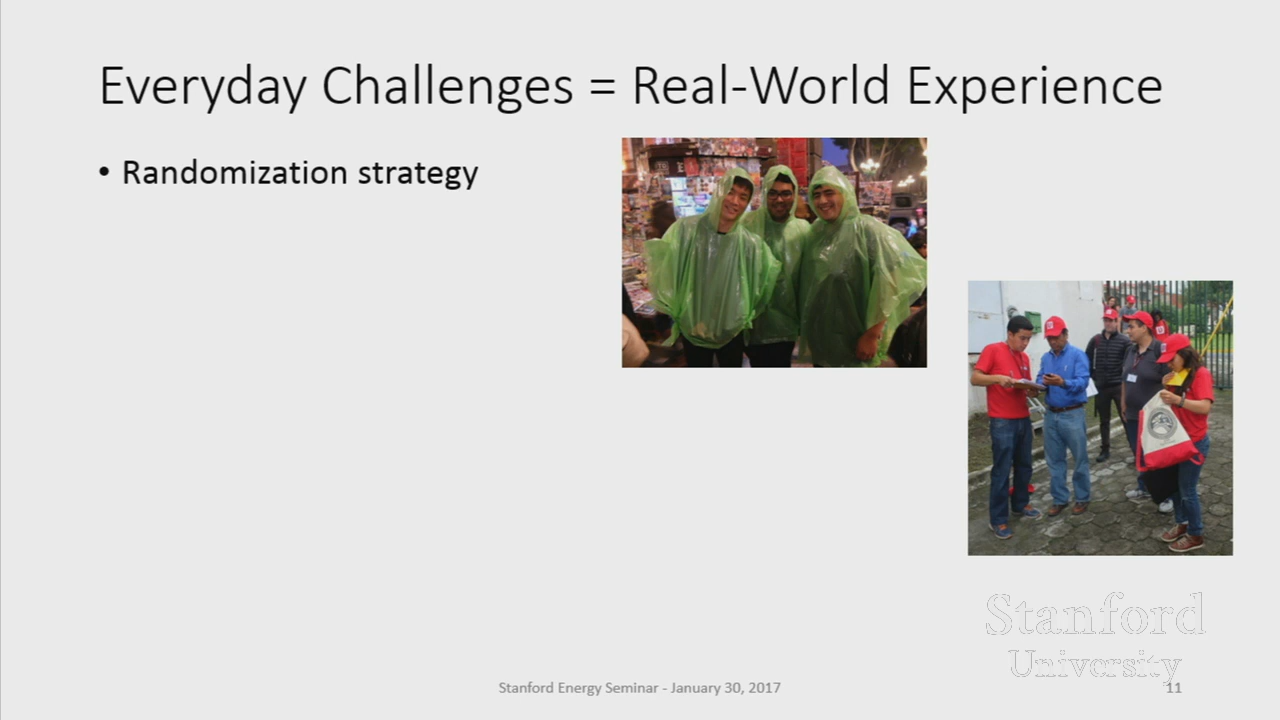 Everyday Challenges = Real-World Experience
• Randomization strategy
Stanford
University
Stanford Energy Seminar - January 30, 2017
11